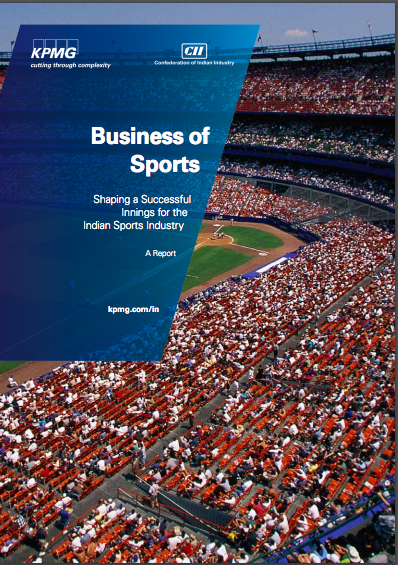 KPMG
cutting through complexity
CII
Confederation of Indian Industry
Business of
Sports
Shaping a Successful
Innings for the
Indian Sports Industry
A Report
kpmg.com/in